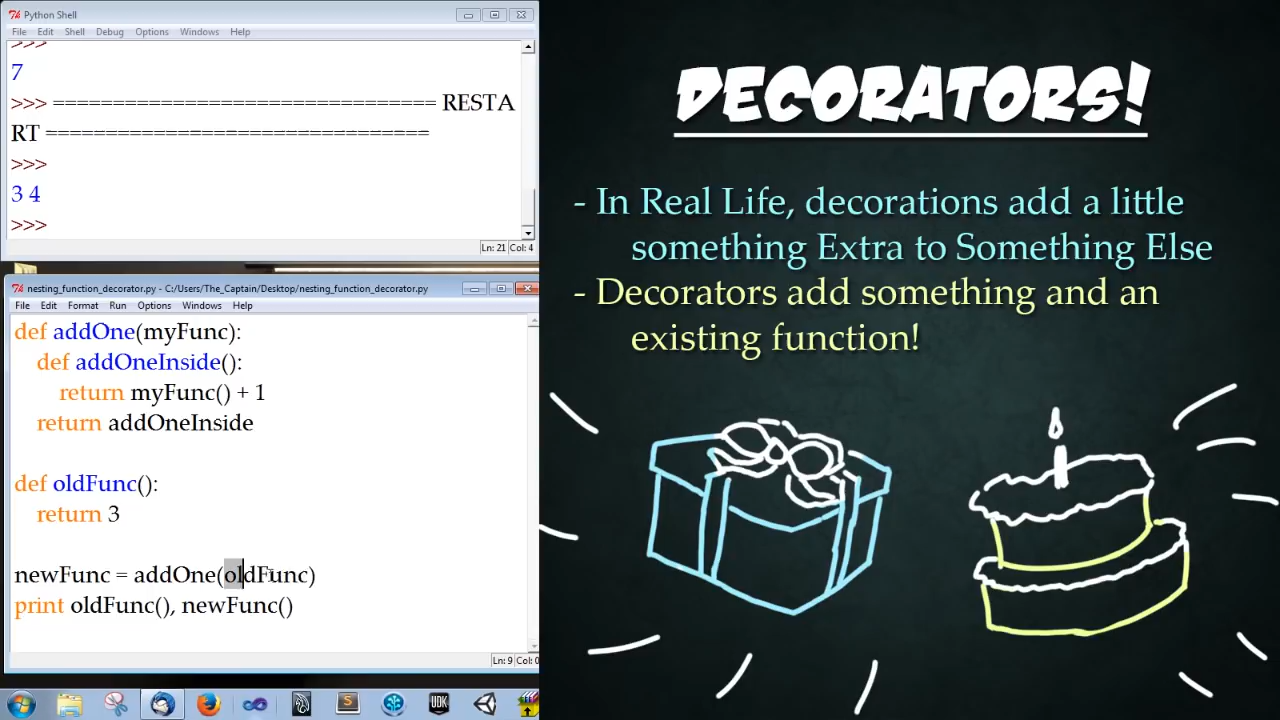 Python Shell
File Edit Shell Debug Options Windows Help
>>>
7
>>> ================================ RESTA
RT ================================
>>>
3 4
>>>
Ln: 21 Col: 4
nesting_function_decorator.py - C:/Users/The_Captain/Desktop/nesting_function_decorator.py
File Edit Format Run Options Windows Help
def addOne(myFunc):
def addOneInside():
return myFunc() + 1
return addOneInside
def oldFunc():
return 3
newFunc = addOne(oldFunc)
print oldFunc(), newFunc()
Ln: 9 Col: 0
UDK
DECORATORS!
- In Real Life, decorations add a little
something Extra to Something Else
- Decorators add something and an
existing function!